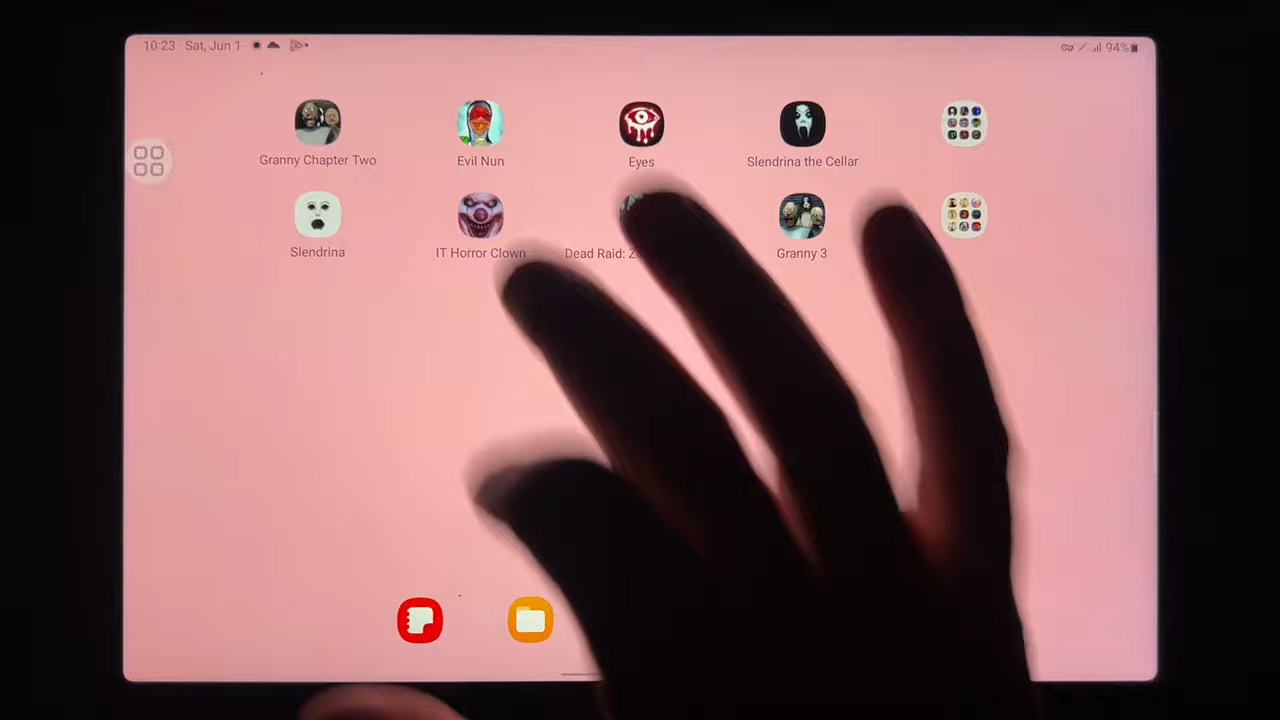 10:23 Sat, Jun 1 94%
Granny Chapter Two Evil Nun Eyes Slendrina the Cellar
Slendrina IT Horror Clown Dead Raid: Granny 3